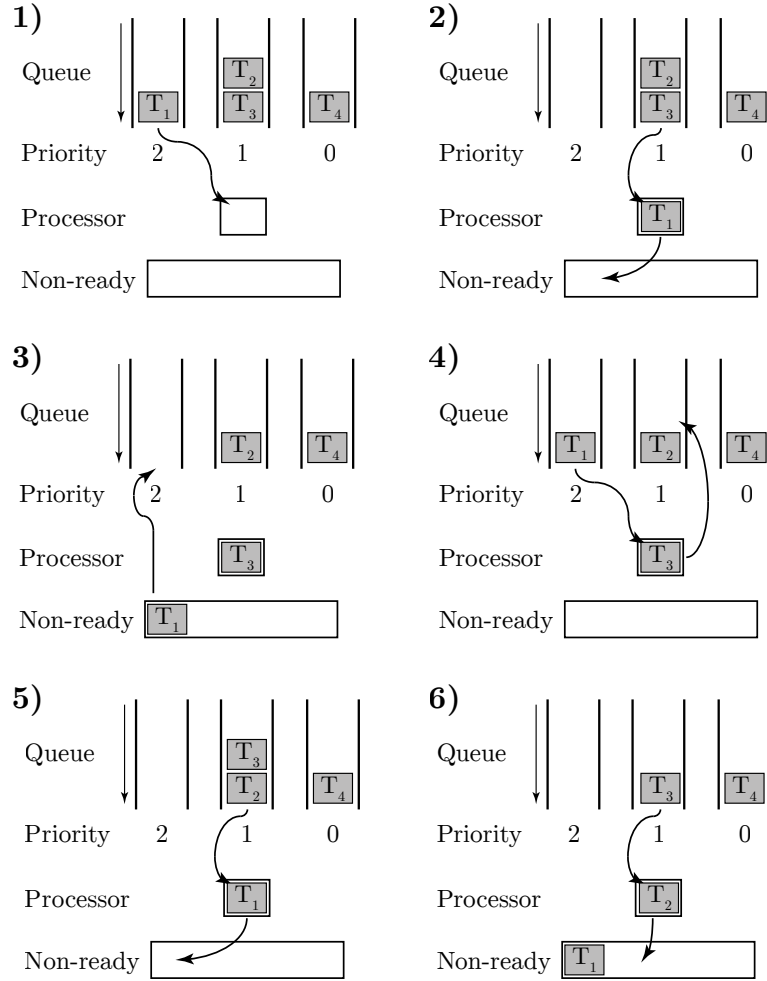 1)
Queue
T2
T1 T3 T4
Priority 2 1 0
Processor
Non-ready
2)
Queue
T2
T3 T4
Priority 2 1 0
Processor T1
Non-ready
3)
Queue
T2 T4
Priority 2 1 0
Processor T3
Non-ready T1
4)
Queue
T1 T2 T4
Priority 2 1 0
Processor T3
Non-ready
5)
Queue
T3
T2 T4
Priority 2 1 0
Processor T1
Non-ready
6)
Queue
T3 T4
Priority 2 1 0
Processor T2
Non-ready T1